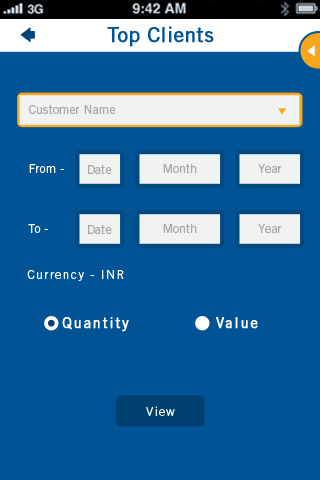 3G 9:42 AM
Top Clients
Customer Name
From - Date Month Year
To - Date Month Year
Currency - INR
Quantity Value
View